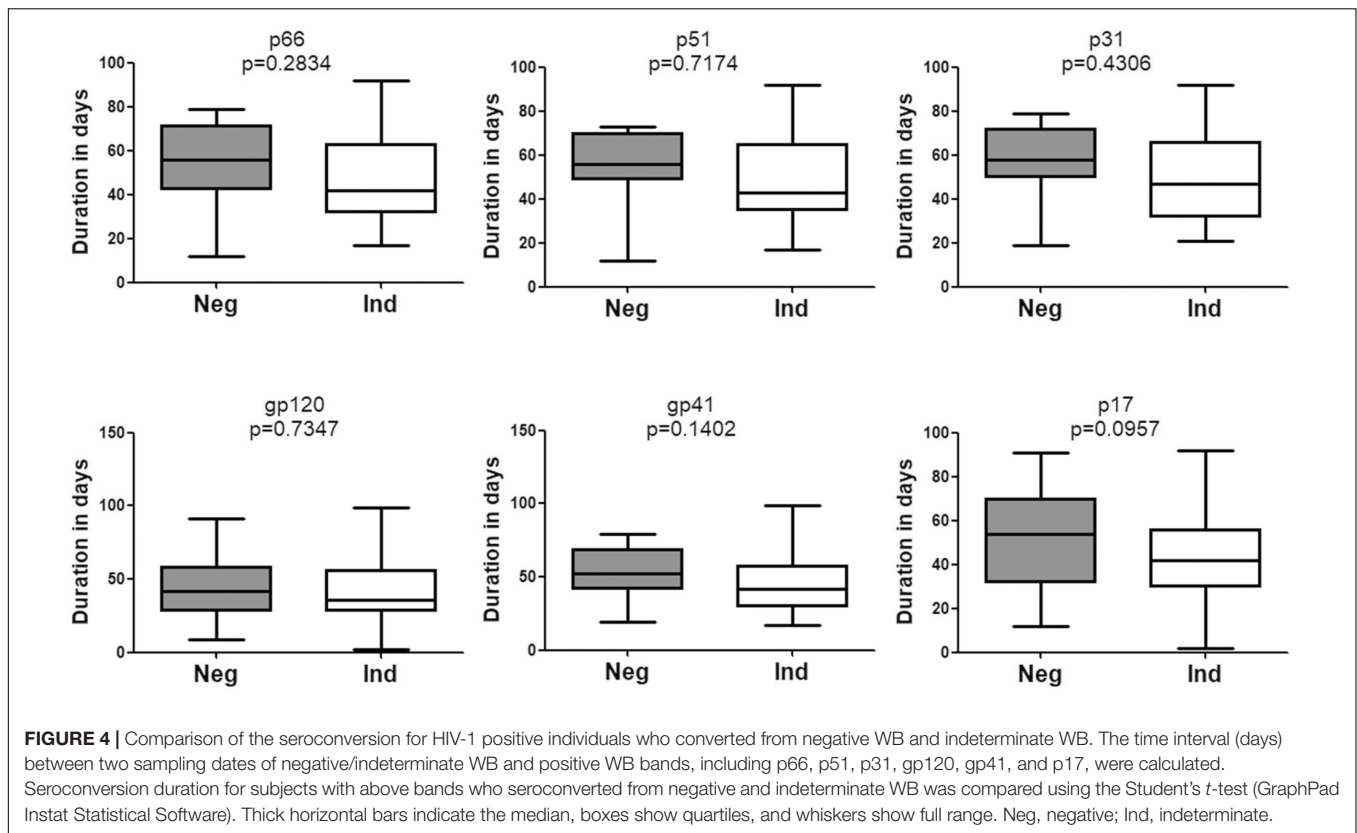 p66
p=0.2834
Duration in days
100
80
60
40
20
0
Neg Ind
p51
p=0.7174
Duration in days
100
80
60
40
20
0
Neg Ind
p31
p=0.4306
Duration in days
100
80
60
40
20
0
Neg Ind
gp120
p=0.7347
Duration in days
150
100
50
0
Neg Ind
gp41
p=0.1402
Duration in days
150
100
50
0
Neg Ind
p17
p=0.0957
Duration in days
100
80
60
40
20
0
Neg Ind
FIGURE 4 | Comparison of the seroconversion for HIV-1 positive individuals who converted from negative WB and indeterminate WB. The time interval (days)
between two sampling dates of negative/indeterminate WB and positive WB bands, including p66, p51, p31, gp120, gp41, and p17, were calculated.
Seroconversion duration for subjects with above bands who seroconverted from negative and indeterminate WB was compared using the Student's t-test (GraphPad
Instat Statistical Software). Thick horizontal bars indicate the median, boxes show quartiles, and whiskers show full range. Neg, negative; Ind, indeterminate.